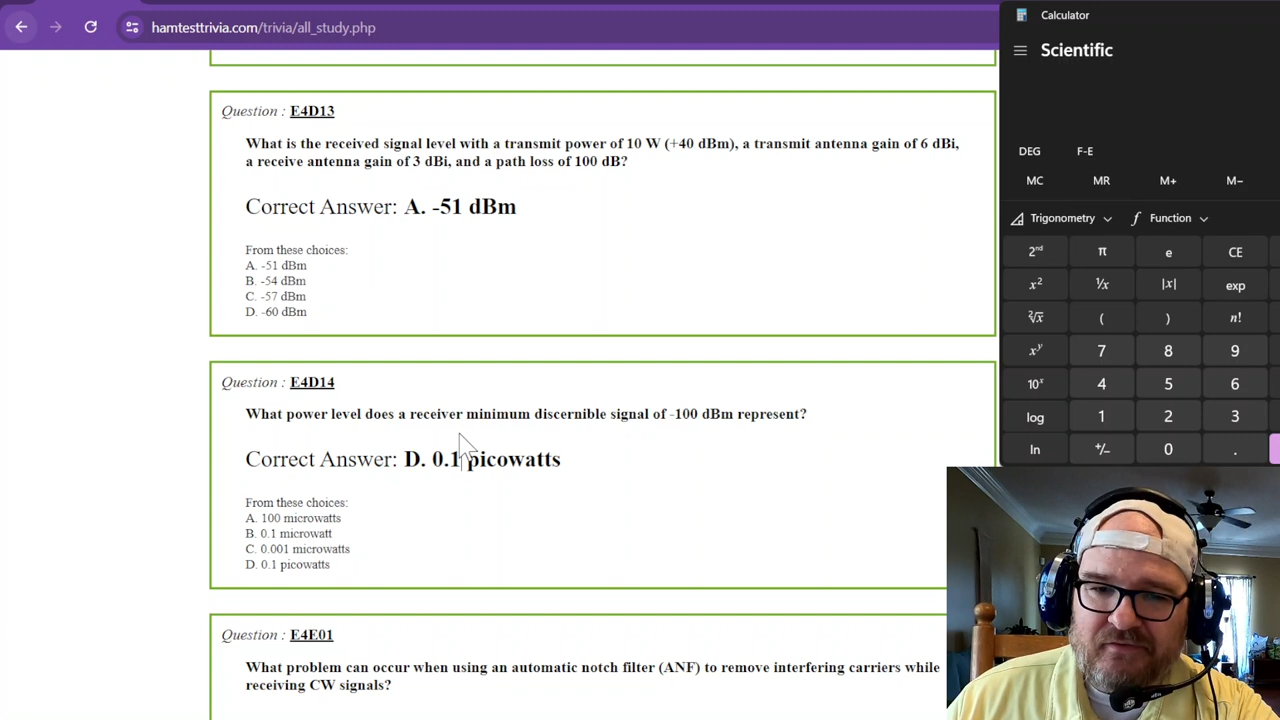 hamtesttrivia.com/trivia/all_study.php
Calculator
Scientific
Question : E4D13
What is the received signal level with a transmit power of 10 W (+40 dBm), a transmit antenna gain of 6 dBi,
a receive antenna gain of 3 dBi, and a path loss of 100 dB?
Correct Answer: A. -51 dBm
From these choices:
A. -51 dBm
B. -54 dBm
C. -57 dBm
D. -60 dBm
Question : E4D14
What power level does a receiver minimum discernible signal of -100 dBm represent?
Correct Answer: D. 0.1 picowatts
From these choices:
A. 100 microwatts
B. 0.1 microwatt
C. 0.001 microwatts
D. 0.1 picowatts
Question : E4E01
What problem can occur when using an automatic notch filter (ANF) to remove interfering carriers while
receiving CW signals?
DEG F-E
MC MR M+ M−
Trigonometry f Function
2nd π e CE
x² ¹/x |x| exp
²√x ( ) n!
xʸ 7 8 9
10ˣ 4 5 6
log 1 2 3
ln +/− 0 .